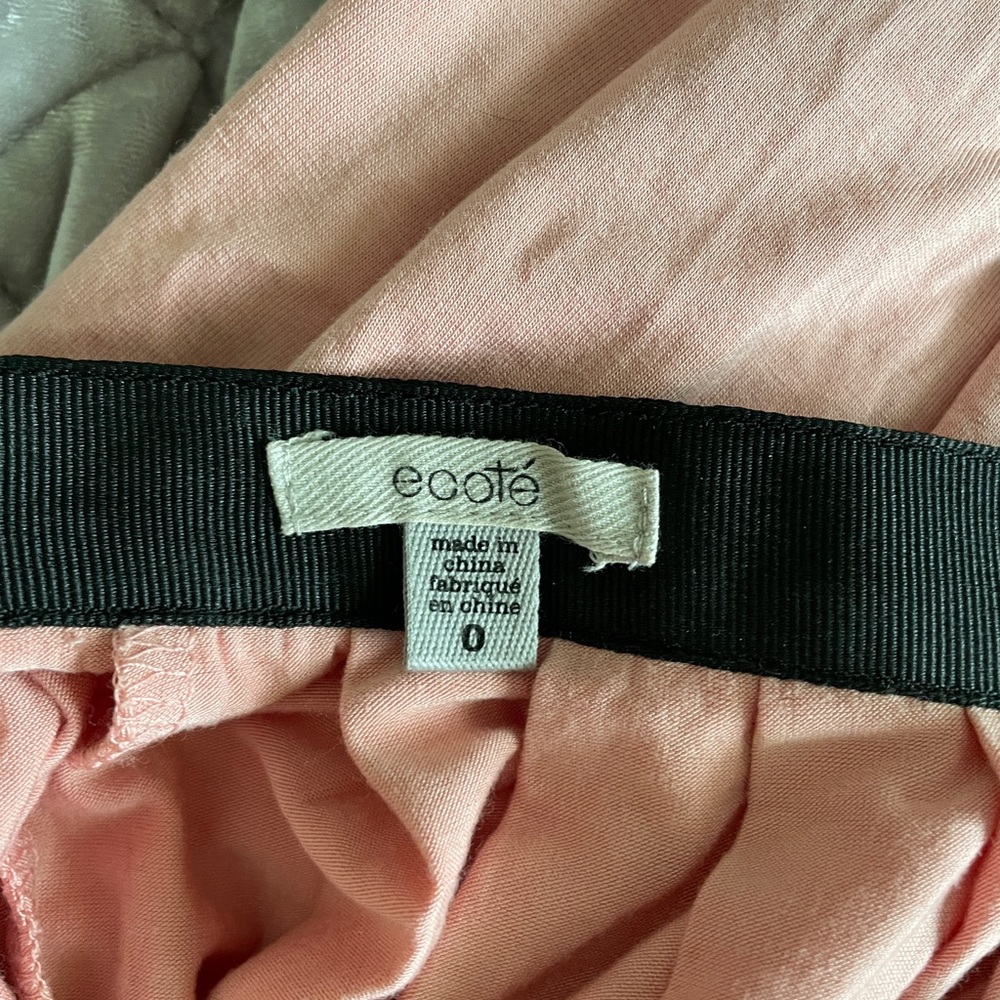 ecoté
made in
china
fabriqué
en chine
0